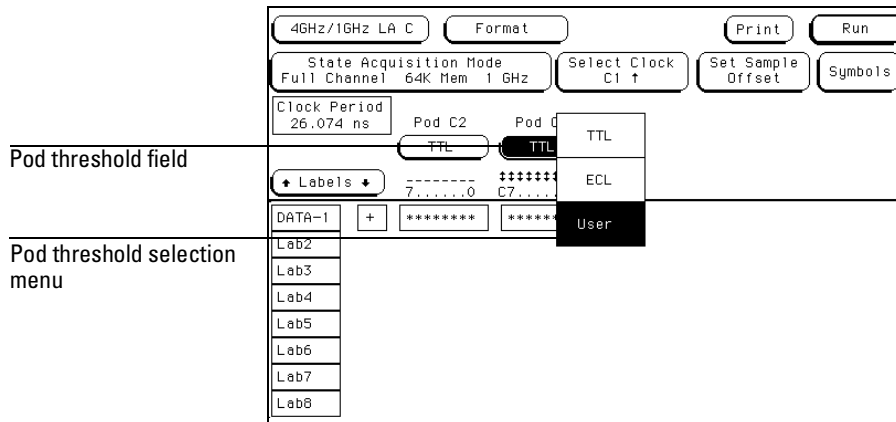 4GHz/1GHz LA C Format Print Run
State Acquisition Mode
Full Channel 64K Mem 1 GHz
Select Clock
C1 ↑
Set Sample
Offset
Symbols
Clock Period
26.074 ns
Pod C2 Pod
TTL TTL
TTL
ECL
User
Pod threshold field
↑ Labels ↓
-------- ‡‡‡‡‡‡‡
7......0 C7.....
DATA-1 + ******** ******
Pod threshold selection
menu
Lab2
Lab3
Lab4
Lab5
Lab6
Lab7
Lab8